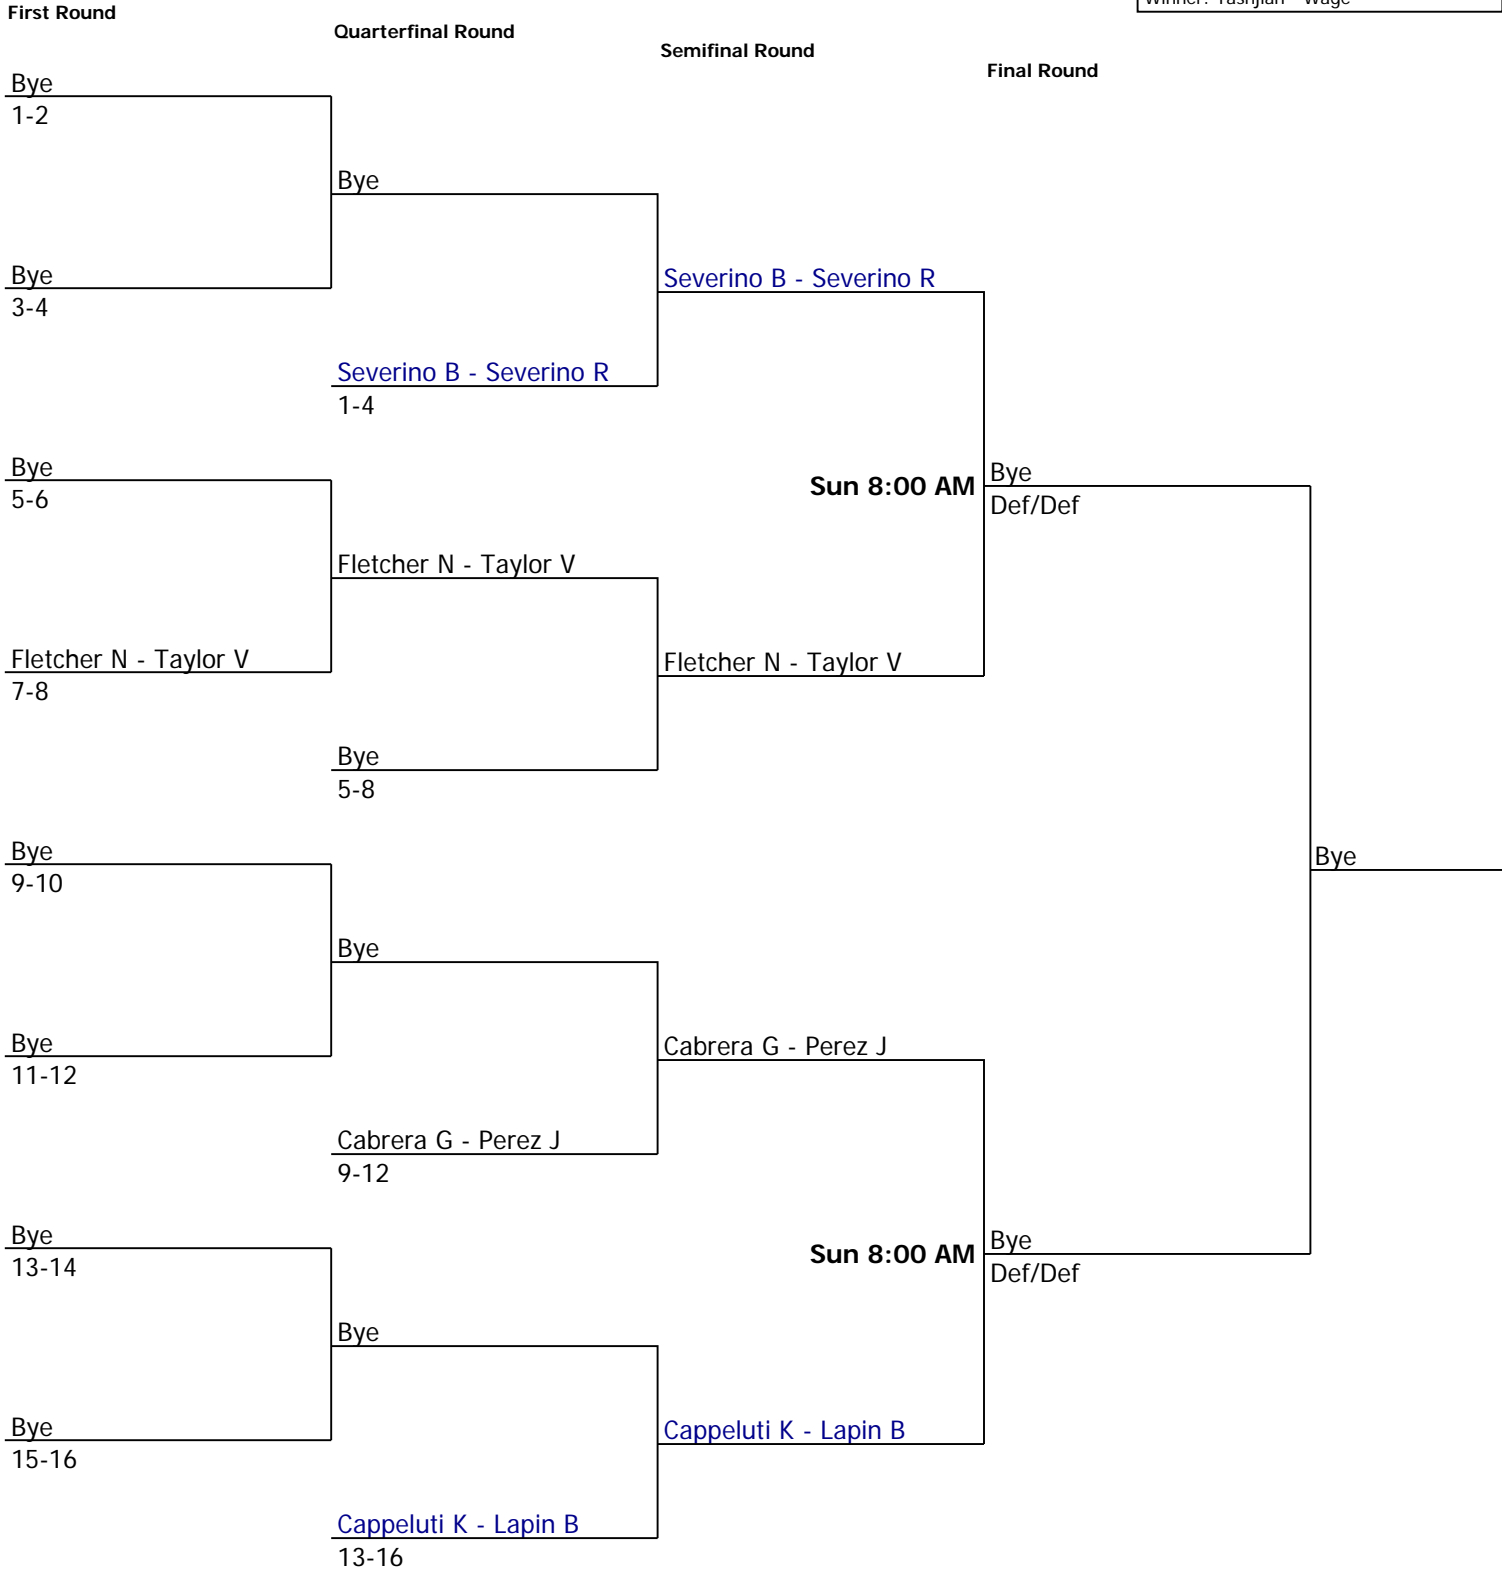 Winner: Tashjian - Wage
First Round
Quarterfinal Round
Semifinal Round
Final Round
Bye
1-2
Bye
Bye
3-4
Severino B - Severino R
Severino B - Severino R
1-4
Bye
5-6
Sun 8:00 AM
Bye
Def/Def
Fletcher N - Taylor V
Fletcher N - Taylor V
7-8
Fletcher N - Taylor V
Bye
5-8
Bye
9-10
Bye
Bye
Bye
11-12
Cabrera G - Perez J
Cabrera G - Perez J
9-12
Bye
13-14
Sun 8:00 AM
Bye
Def/Def
Bye
Bye
15-16
Cappeluti K - Lapin B
Cappeluti K - Lapin B
13-16